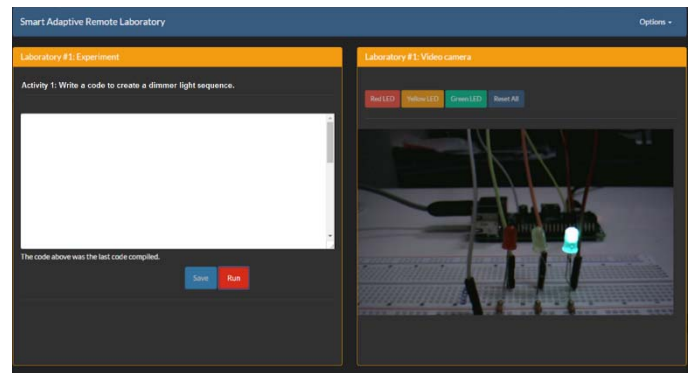 Smart Adaptive Remote Laboratory
Options
Laboratory #1: Experiment
Activity 1: Write a code to create a dimmer light sequence.
The code above was the last code compiled.
Save
Run
Laboratory #1: Video camera
Red LED
Yellow LED
Green LED
Reset All